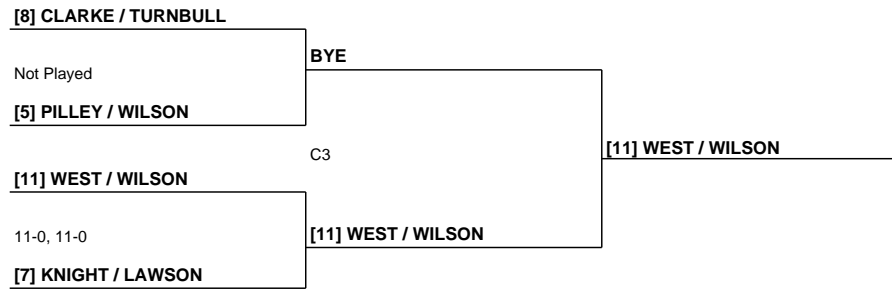 [8] CLARKE / TURNBULL
BYE
Not Played
[5] PILLEY / WILSON
C3
[11] WEST / WILSON
[11] WEST / WILSON
11-0, 11-0
[11] WEST / WILSON
[7] KNIGHT / LAWSON